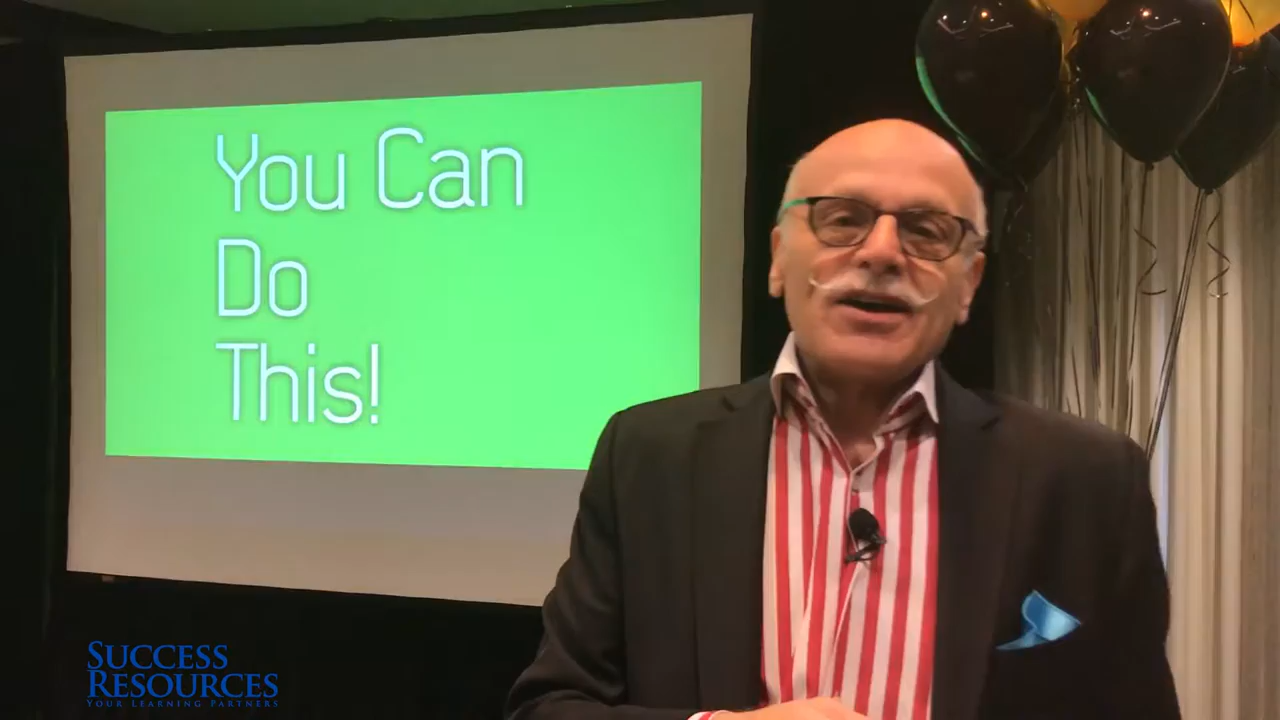 You Can
Do
This!
SUCCESS
RESOURCES
YOUR LEARNING PARTNERS